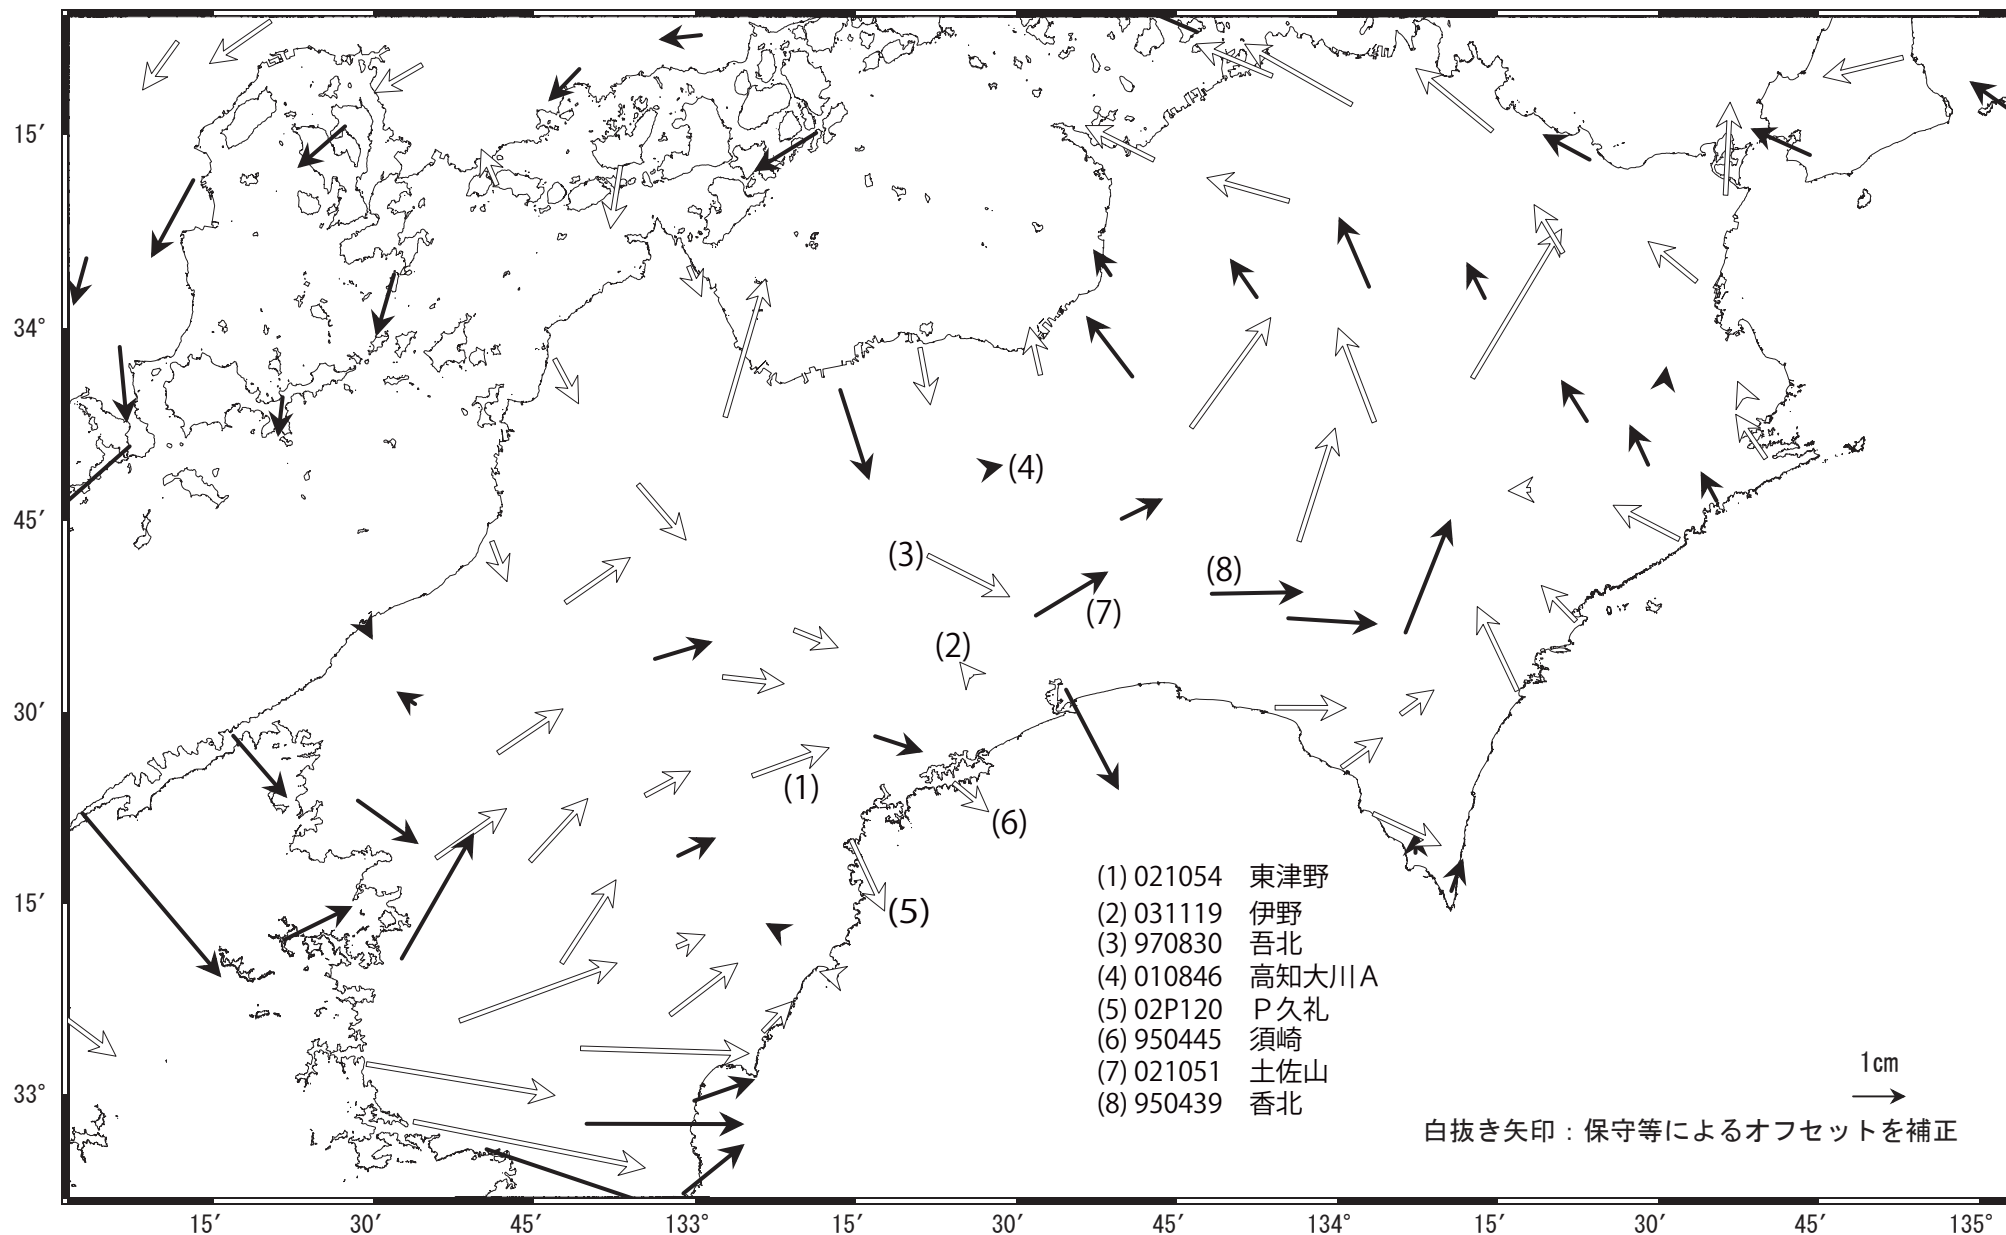 15′
34°
(4)
45′
(3)
(8)
(7)
(2)
30′
(1)
(6)
(1) 021054 東津野
15′
(5)
(2) 031119 伊野
(3) 970830 吾北
(4) 010846 高知大川A
(5) 02P120 P久礼
(6) 950445 須崎
(7) 021051 土佐山
(8) 950439 香北
1cm
33°
白抜き矢印：保守等によるオフセットを補正
15′ 30′ 45′ 133° 15′ 30′ 45′ 134° 15′ 30′ 45′ 135°